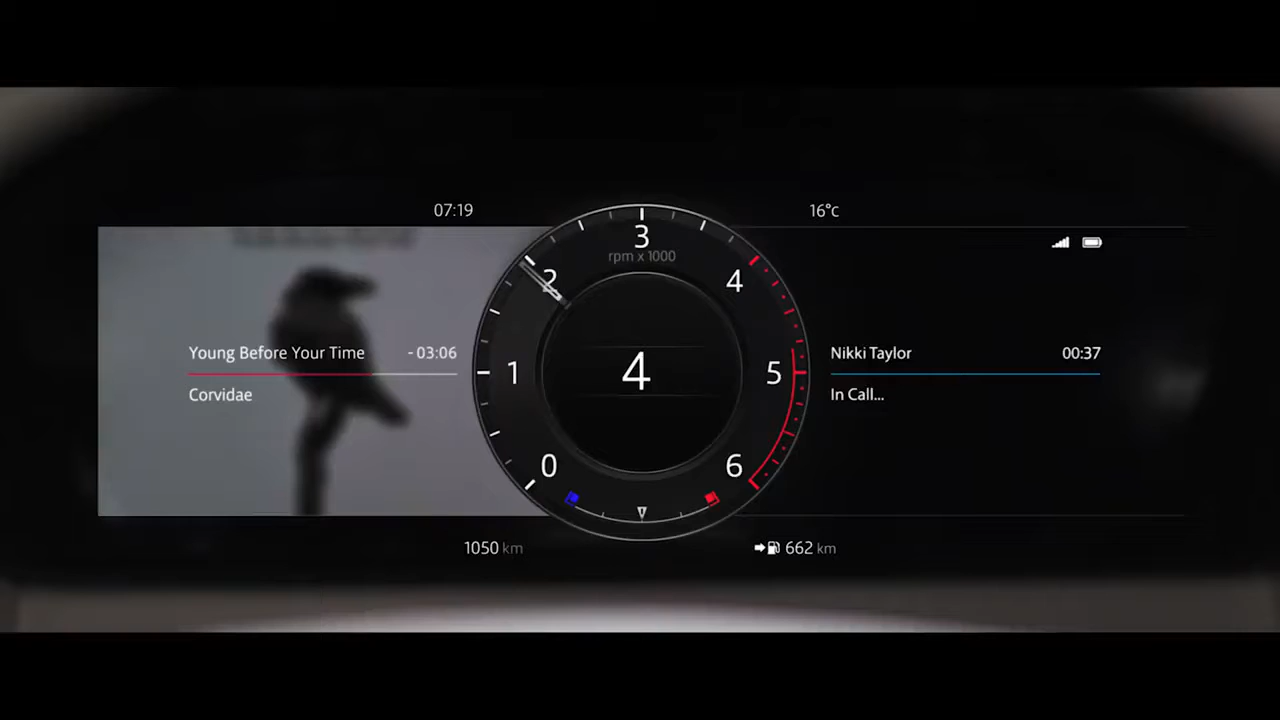 07:19
16°c
3
rpm x 1000
2
4
Young Before Your Time
- 03:06
1
4
5
Nikki Taylor
00:37
Corvidae
In Call...
0
6
1050 km
662 km